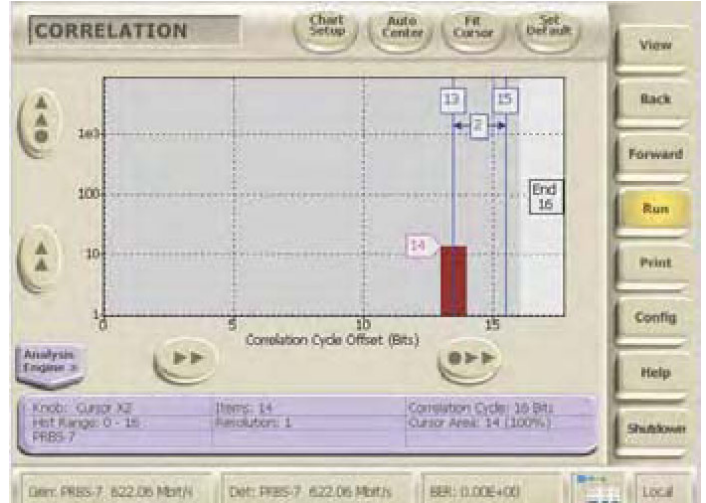 CORRELATION
Chart Setup
Auto Center
Fit Cursor
Set Default
View
Back
Forward
Run
Print
Config
Help
Shutdown
13
15
2
1e3
100
End
16
14
10
1
0
5
10
15
Correlation Cycle Offset (Bits)
Analysis
Engine »
Knob: Cursor X2
Items: 14
Correlation Cycle: 16 Bits
Hist Range: 0 - 16
Resolution: 1
Cursor Area: 14 (100%)
PRBS-7
Gen: PRBS-7 622.06 Mbit/s
Det: PRBS-7 622.06 Mbit/s
BER: 0.00E+00
Local